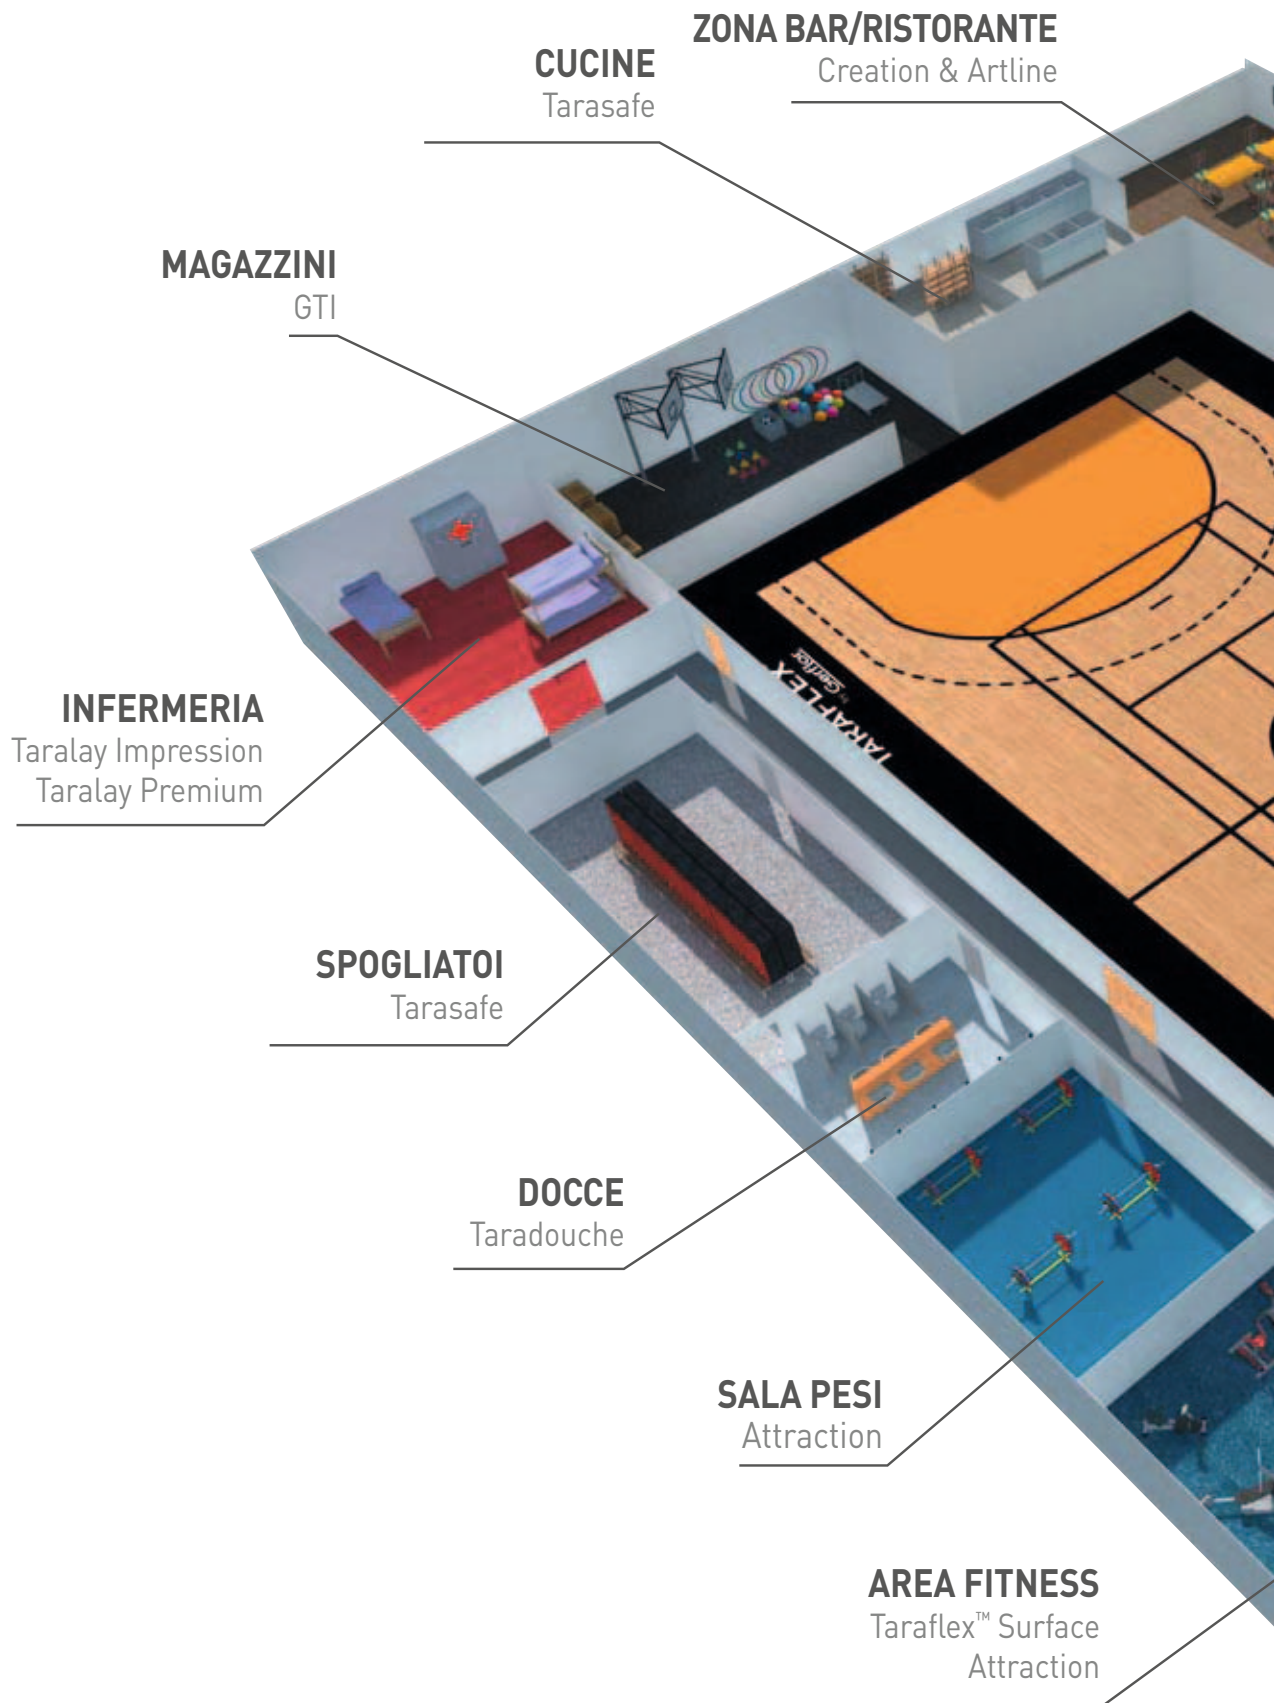 ZONA BAR/RISTORANTE
Creation & Artline
CUCINE
Tarasafe
MAGAZZINI
GTI
INFERMERIA
Taralay Impression
Taralay Premium
TARAFLEX
by Gerflor
SPOGLIATOI
Tarasafe
DOCCE
Taradouche
SALA PESI
Attraction
AREA FITNESS
Taraflex™ Surface
Attraction